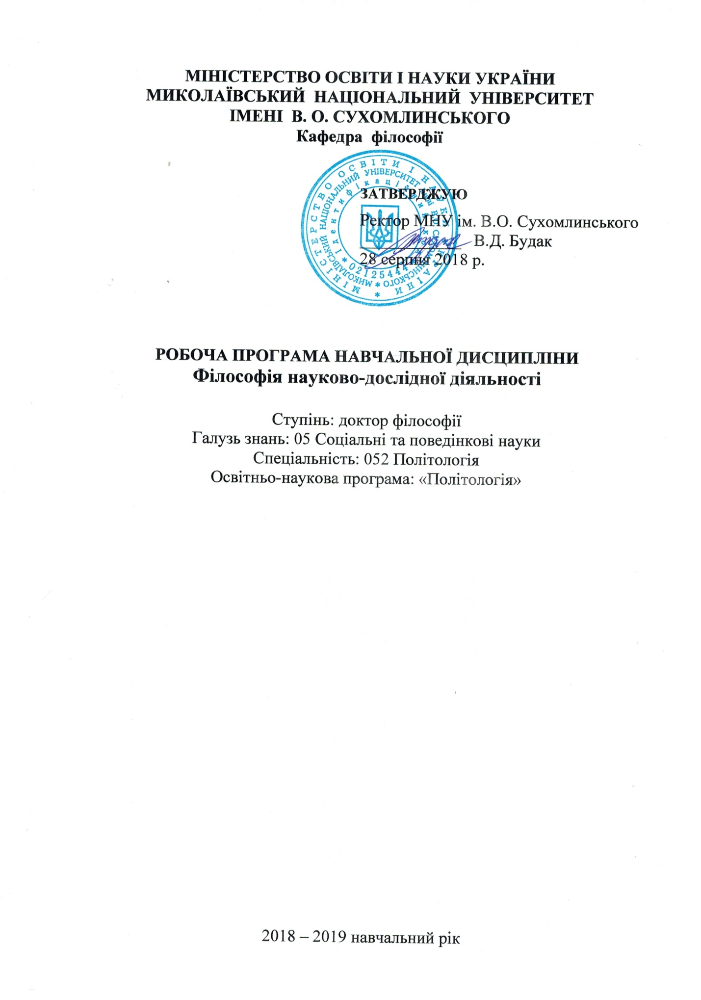 МІНІСТЕРСТВО ОСВІТИ І НАУКИ УКРАЇНИ
МИКОЛАЇВСЬКИЙ НАЦІОНАЛЬНИЙ УНІВЕРСИТЕТ
ІМЕНІ В. О. СУХОМЛИНСЬКОГО
Кафедра філософії
МІНІСТЕРСТВО ОСВІТИ І НАУКИ УКРАЇНИ *
МИКОЛАЇВСЬКИЙ НАЦІОНАЛЬНИЙ УНІВЕРСИТЕТ імені В.О. СУХОМЛИНСЬКОГО *
Ідентифікаційний код * 02125444 *
ЗАТВЕРДЖУЮ
Ректор МНУ ім. В.О. Сухомлинського
В.Д. Будак
28 серпня 2018 р.
РОБОЧА ПРОГРАМА НАВЧАЛЬНОЇ ДИСЦИПЛІНИ
Філософія науково-дослідної діяльності
Ступінь: доктор філософії
Галузь знань: 05 Соціальні та поведінкові науки
Спеціальність: 052 Політологія
Освітньо-наукова програма: «Політологія»
2018 – 2019 навчальний рік